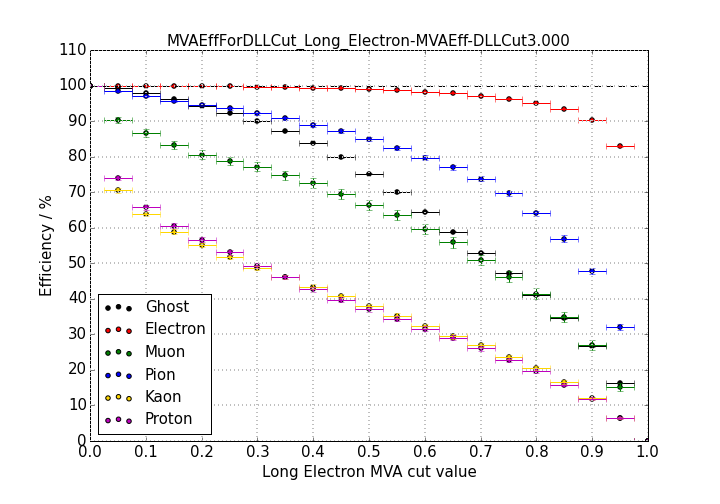 MVAEffForDLLCut_Long_Electron-MVAEff-DLLCut3.000
110
100
90
80
70
60
50
40
30
20
10
0
Efficiency / %
Ghost
Electron
Muon
Pion
Kaon
Proton
0.0 0.1 0.2 0.3 0.4 0.5 0.6 0.7 0.8 0.9 1.0
Long Electron MVA cut value